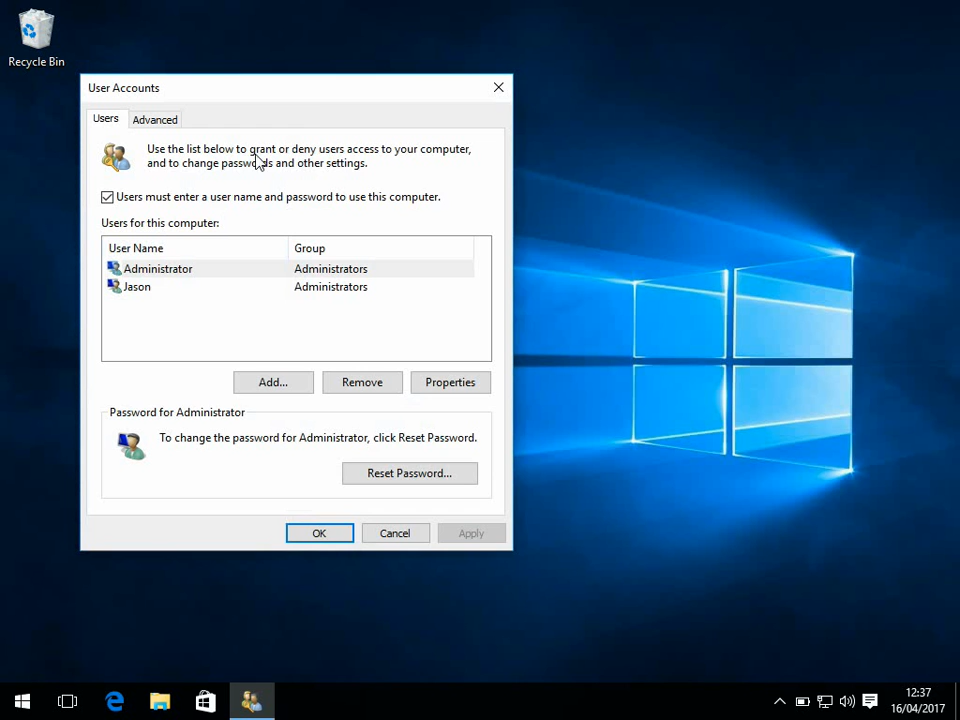 Recycle Bin
User Accounts
Users
Advanced
Use the list below to grant or deny users access to your computer,
and to change passwords and other settings.
Users must enter a user name and password to use this computer.
Users for this computer:
User Name Group
Administrator Administrators
Jason Administrators
Add... Remove Properties
Password for Administrator
To change the password for Administrator, click Reset Password.
Reset Password...
OK Cancel Apply
12:37
16/04/2017